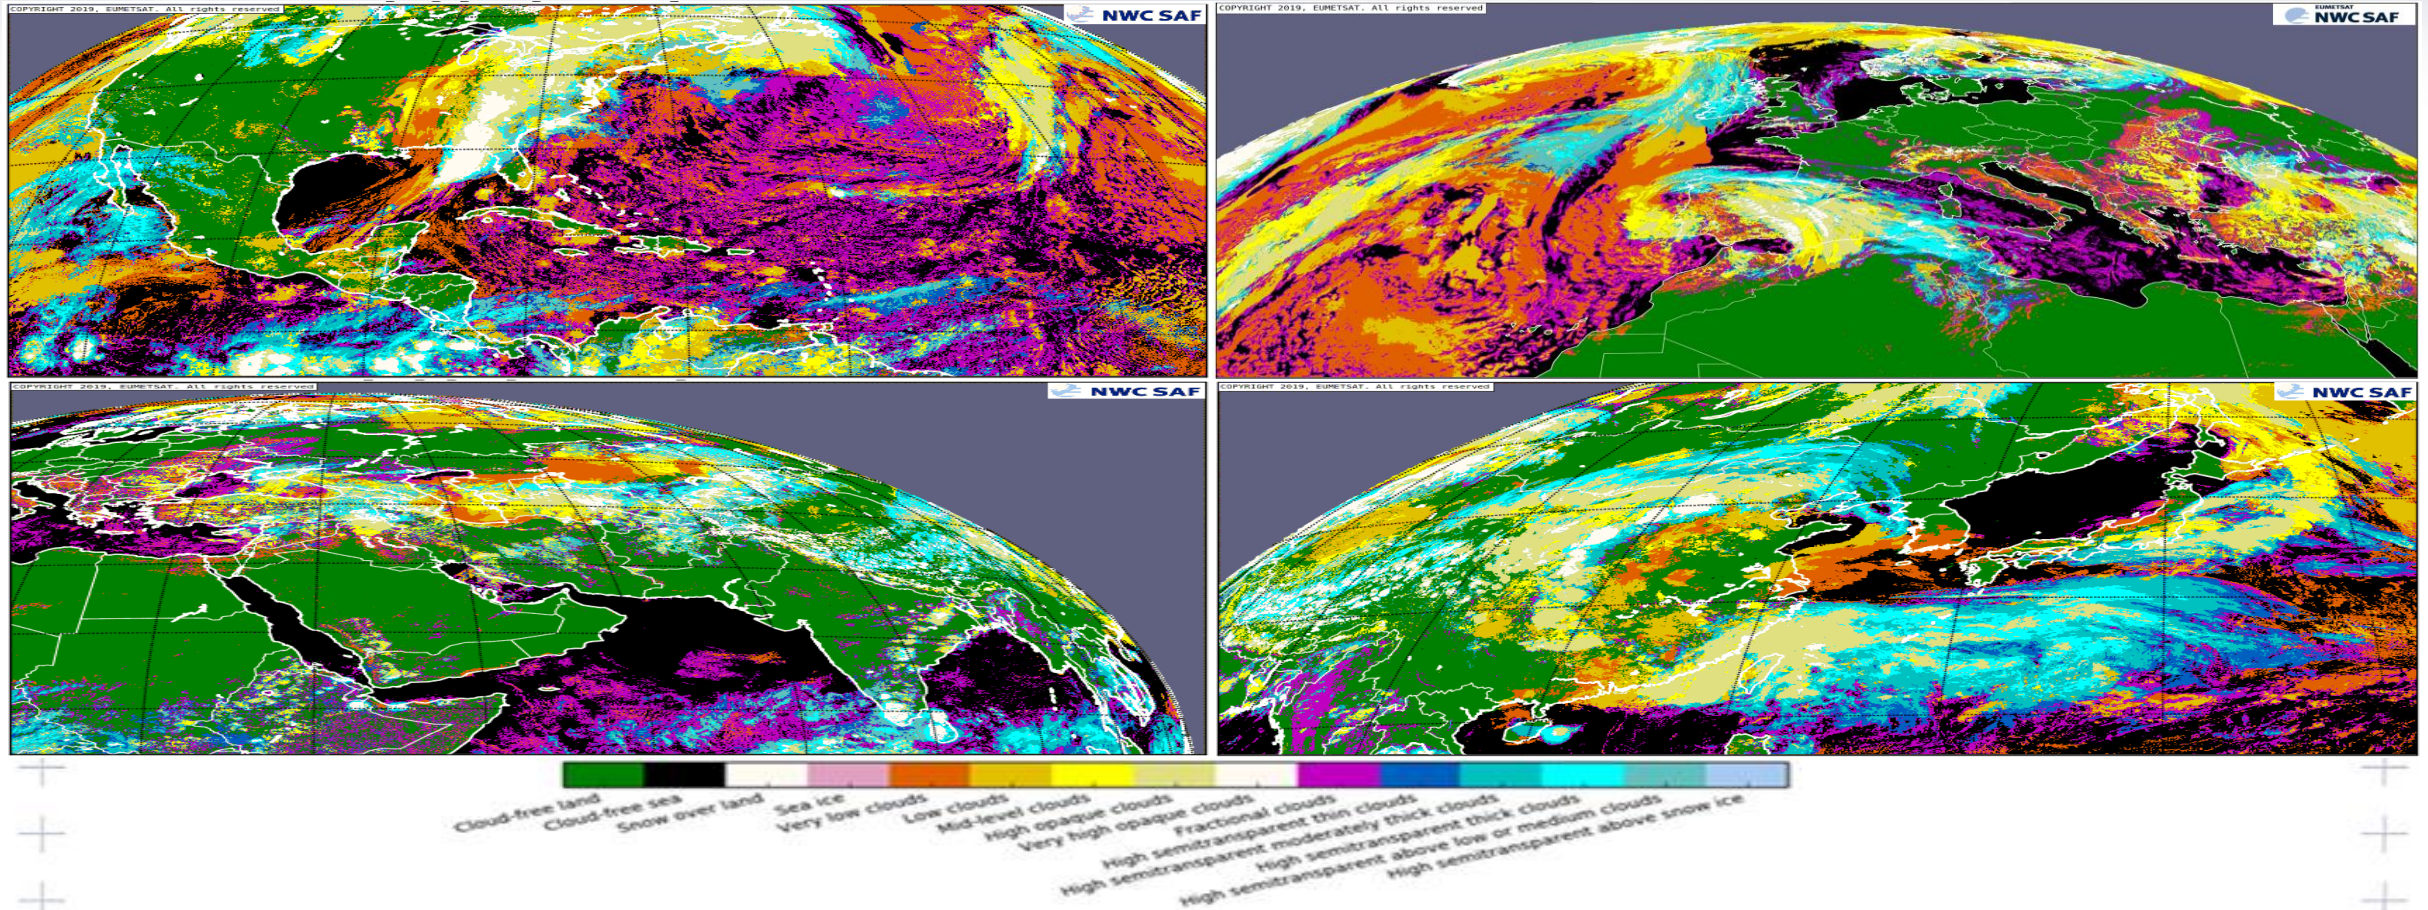 COPYRIGHT 2019, EUMETSAT. All rights reserved
NWC SAF
COPYRIGHT 2019, EUMETSAT. All rights reserved
EUMETSAT
NWC SAF
COPYRIGHT 2019, EUMETSAT. All rights reserved
NWC SAF
COPYRIGHT 2019, EUMETSAT. All rights reserved
NWC SAF
Cloud-free land
Cloud-free sea
Snow over land
Sea ice
Very low clouds
Low clouds
Mid-level clouds
High opaque clouds
Very high opaque clouds
Fractional clouds
High semitransparent thin clouds
High semitransparent moderately thick clouds
High semitransparent thick clouds
High semitransparent above low or medium clouds
High semitransparent above snow ice